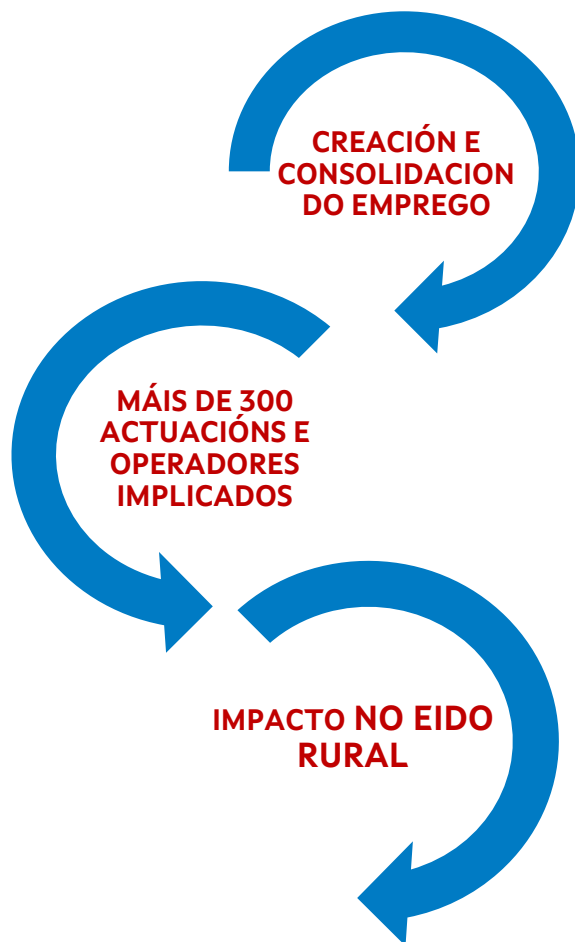 CREACIÓN E
CONSOLIDACION
DO EMPREGO
MÁIS DE 300
ACTUACIÓNS E
OPERADORES
IMPLICADOS
IMPACTO NO EIDO
RURAL